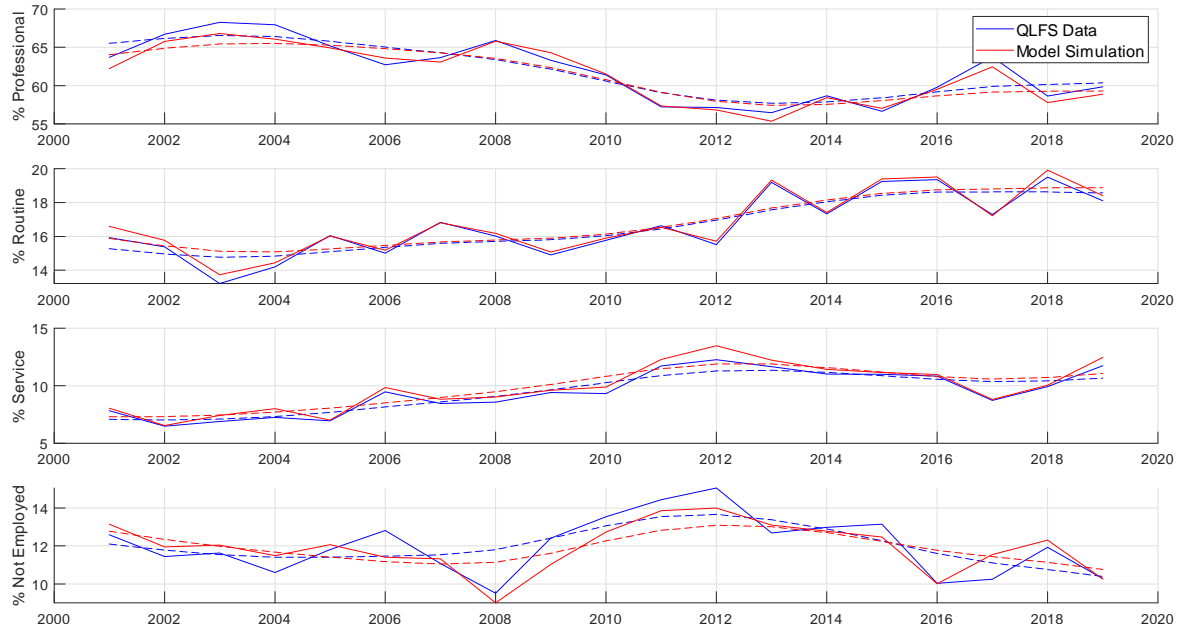 70
65
60
55
% Professional
QLFS Data
Model Simulation
2000 2002 2004 2006 2008 2010 2012 2014 2016 2018 2020
20
18
16
14
% Routine
2000 2002 2004 2006 2008 2010 2012 2014 2016 2018 2020
15
10
5
% Service
2000 2002 2004 2006 2008 2010 2012 2014 2016 2018 2020
14
12
10
% Not Employed
2000 2002 2004 2006 2008 2010 2012 2014 2016 2018 2020